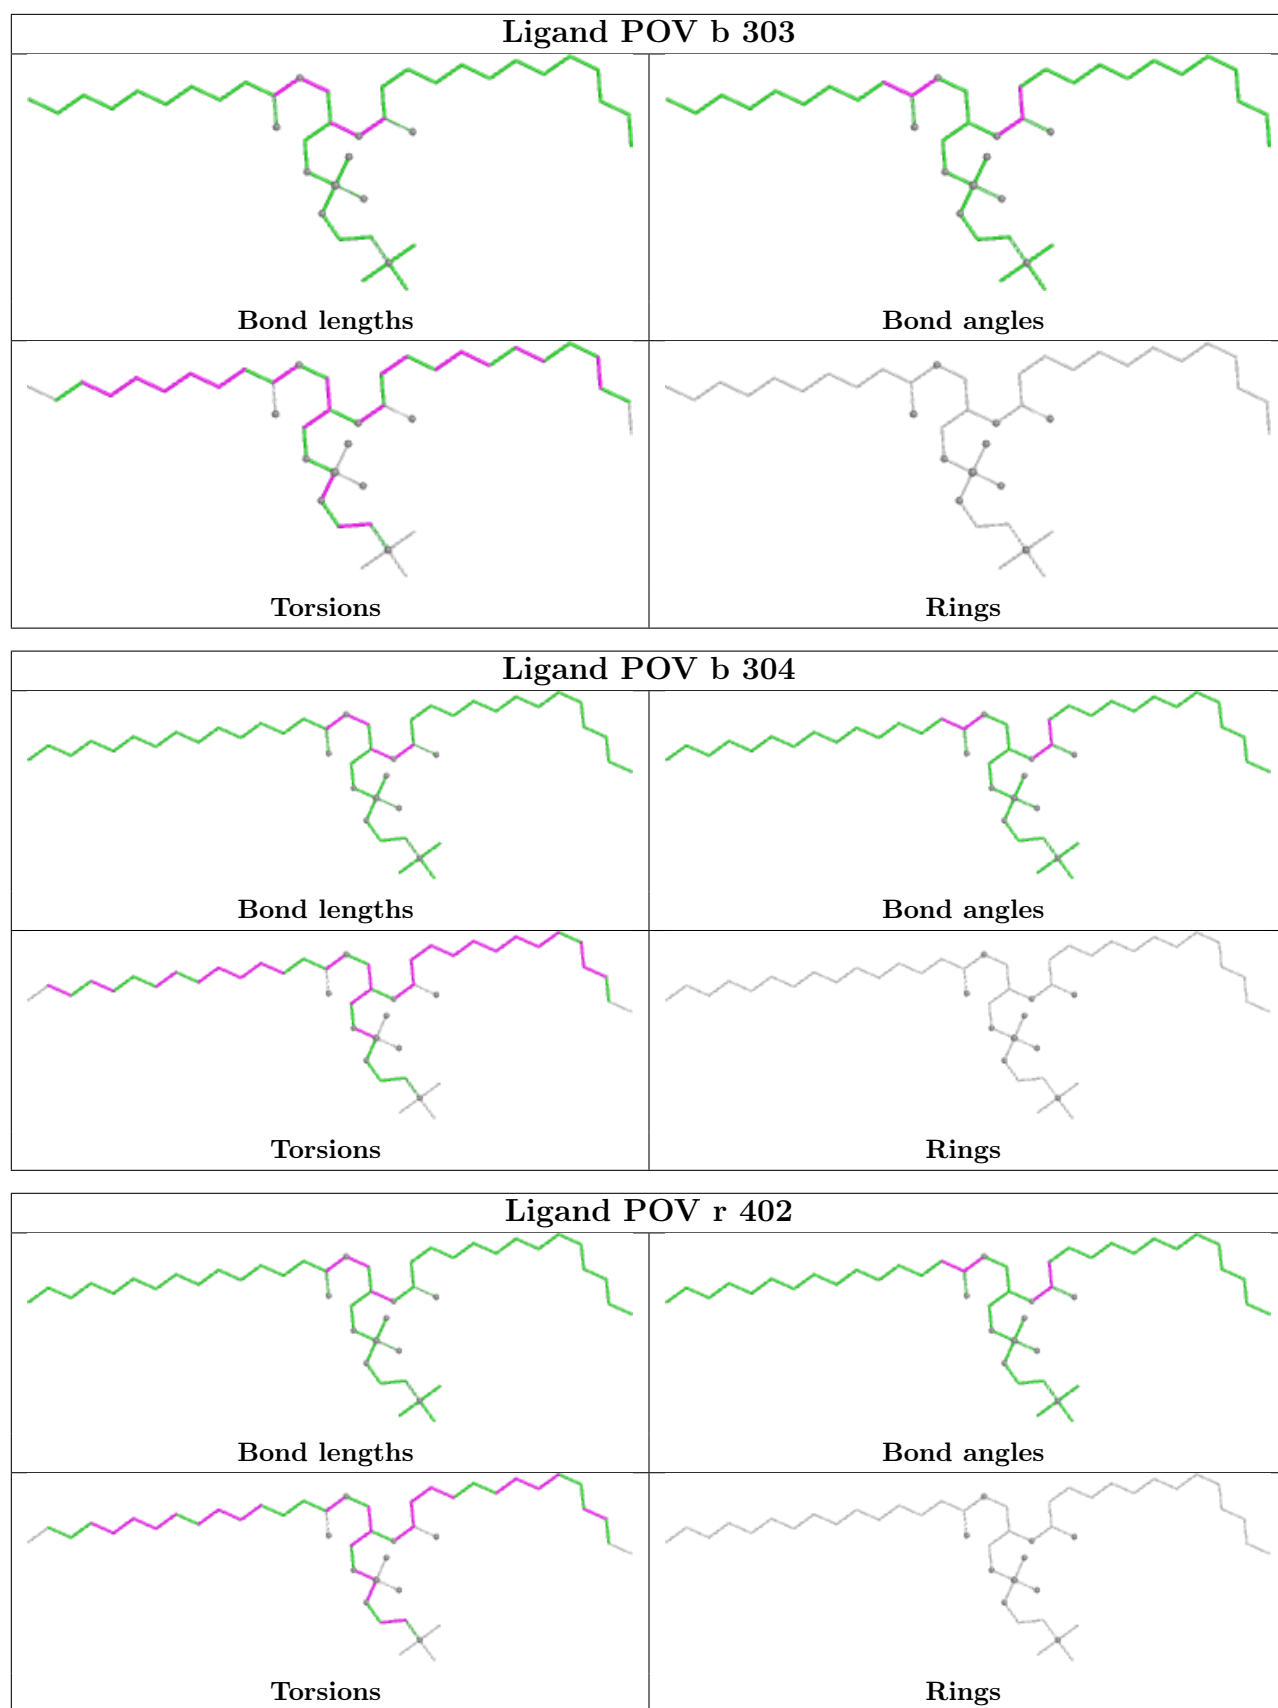 Ligand POV b 303
Bond lengths
Bond angles
Torsions
Rings
Ligand POV b 304
Bond lengths
Bond angles
Torsions
Rings
Ligand POV r 402
Bond lengths
Bond angles
Torsions
Rings